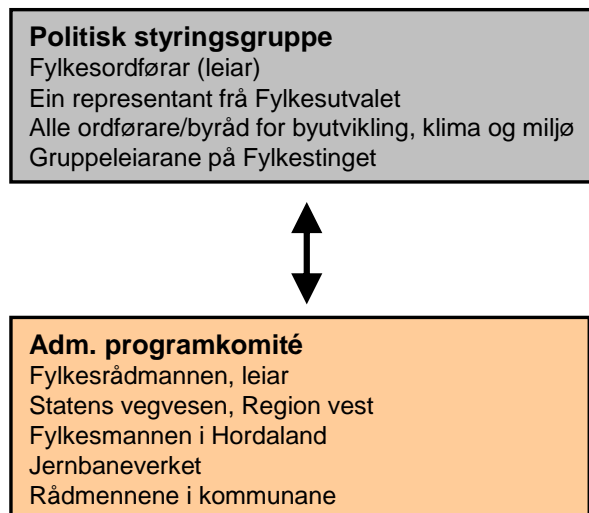 Politisk styringsgruppe
Fylkesordførar (leiar)
Ein representant frå Fylkesutvalet
Alle ordførare/byråd for byutvikling, klima og miljø
Gruppeleiarane på Fylkestinget
Adm. programkomité
Fylkesrådmannen, leiar
Statens vegvesen, Region vest
Fylkesmannen i Hordaland
Jernbaneverket
Rådmennene i kommunane